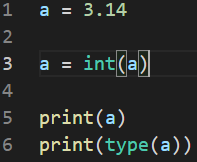 1 a = 3.14
2
3 a = int(a)
4
5 print(a)
6 print(type(a))